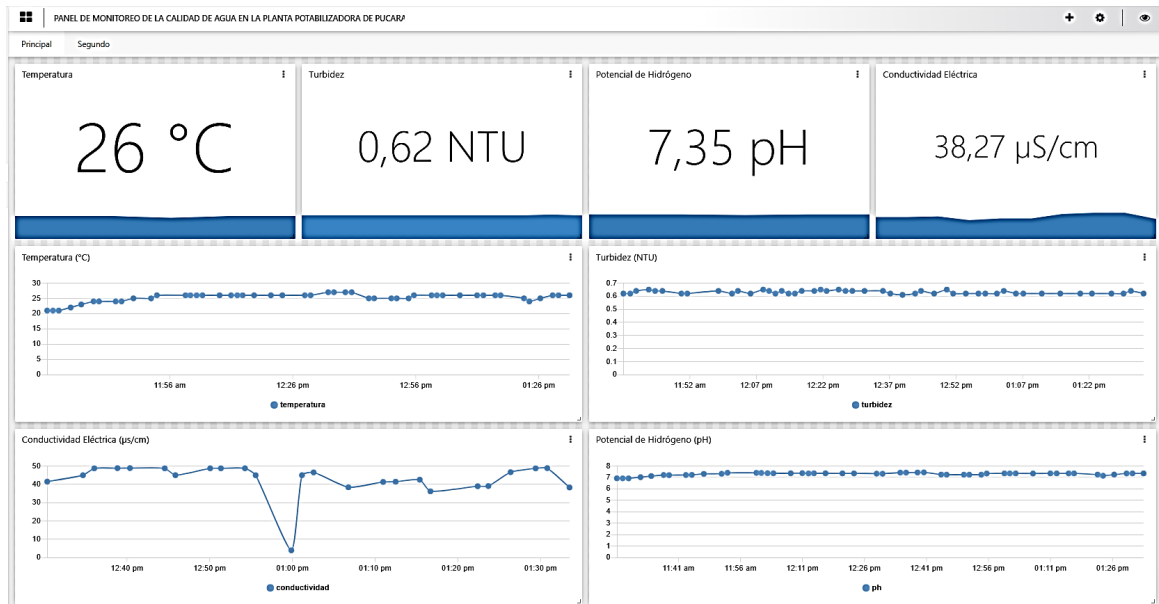 PANEL DE MONITOREO DE LA CALIDAD DE AGUA EN LA PLANTA POTABILIZADORA DE PUCARA
Principal Segundo
Temperatura
26 °C
Turbidez
0,62 NTU
Potencial de Hidrógeno
7,35 pH
Conductividad Eléctrica
38,27 µS/cm
Temperatura (°C)
30
25
20
15
10
5
0
11:56 am 12:26 pm 12:56 pm 01:26 pm
temperatura
Turbidez (NTU)
0.7
0.6
0.5
0.4
0.3
0.2
0.1
0
11:52 am 12:07 pm 12:22 pm 12:37 pm 12:52 pm 01:07 pm 01:22 pm
turbidez
Conductividad Eléctrica (µs/cm)
50
40
30
20
10
0
12:40 pm 12:50 pm 01:00 pm 01:10 pm 01:20 pm 01:30 pm
conductividad
Potencial de Hidrógeno (pH)
8
7
6
5
4
3
2
1
0
11:41 am 11:56 am 12:11 pm 12:26 pm 12:41 pm 12:56 pm 01:11 pm 01:26 pm
ph